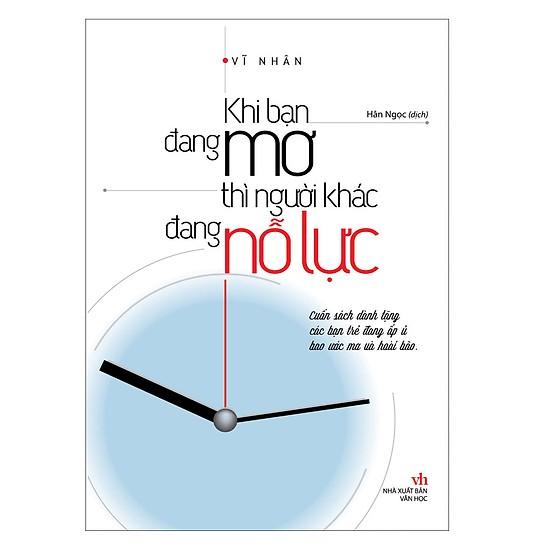 VĨ NHÂN
Khi bạn
Hân Ngọc (dịch)
đang mơ
thì người khác
đang nỗ lực
Cuốn sách dành tặng
các bạn trẻ đang ấp ủ
bao ước mơ và hoài bão.
vh
NHÀ XUẤT BẢN
VĂN HỌC